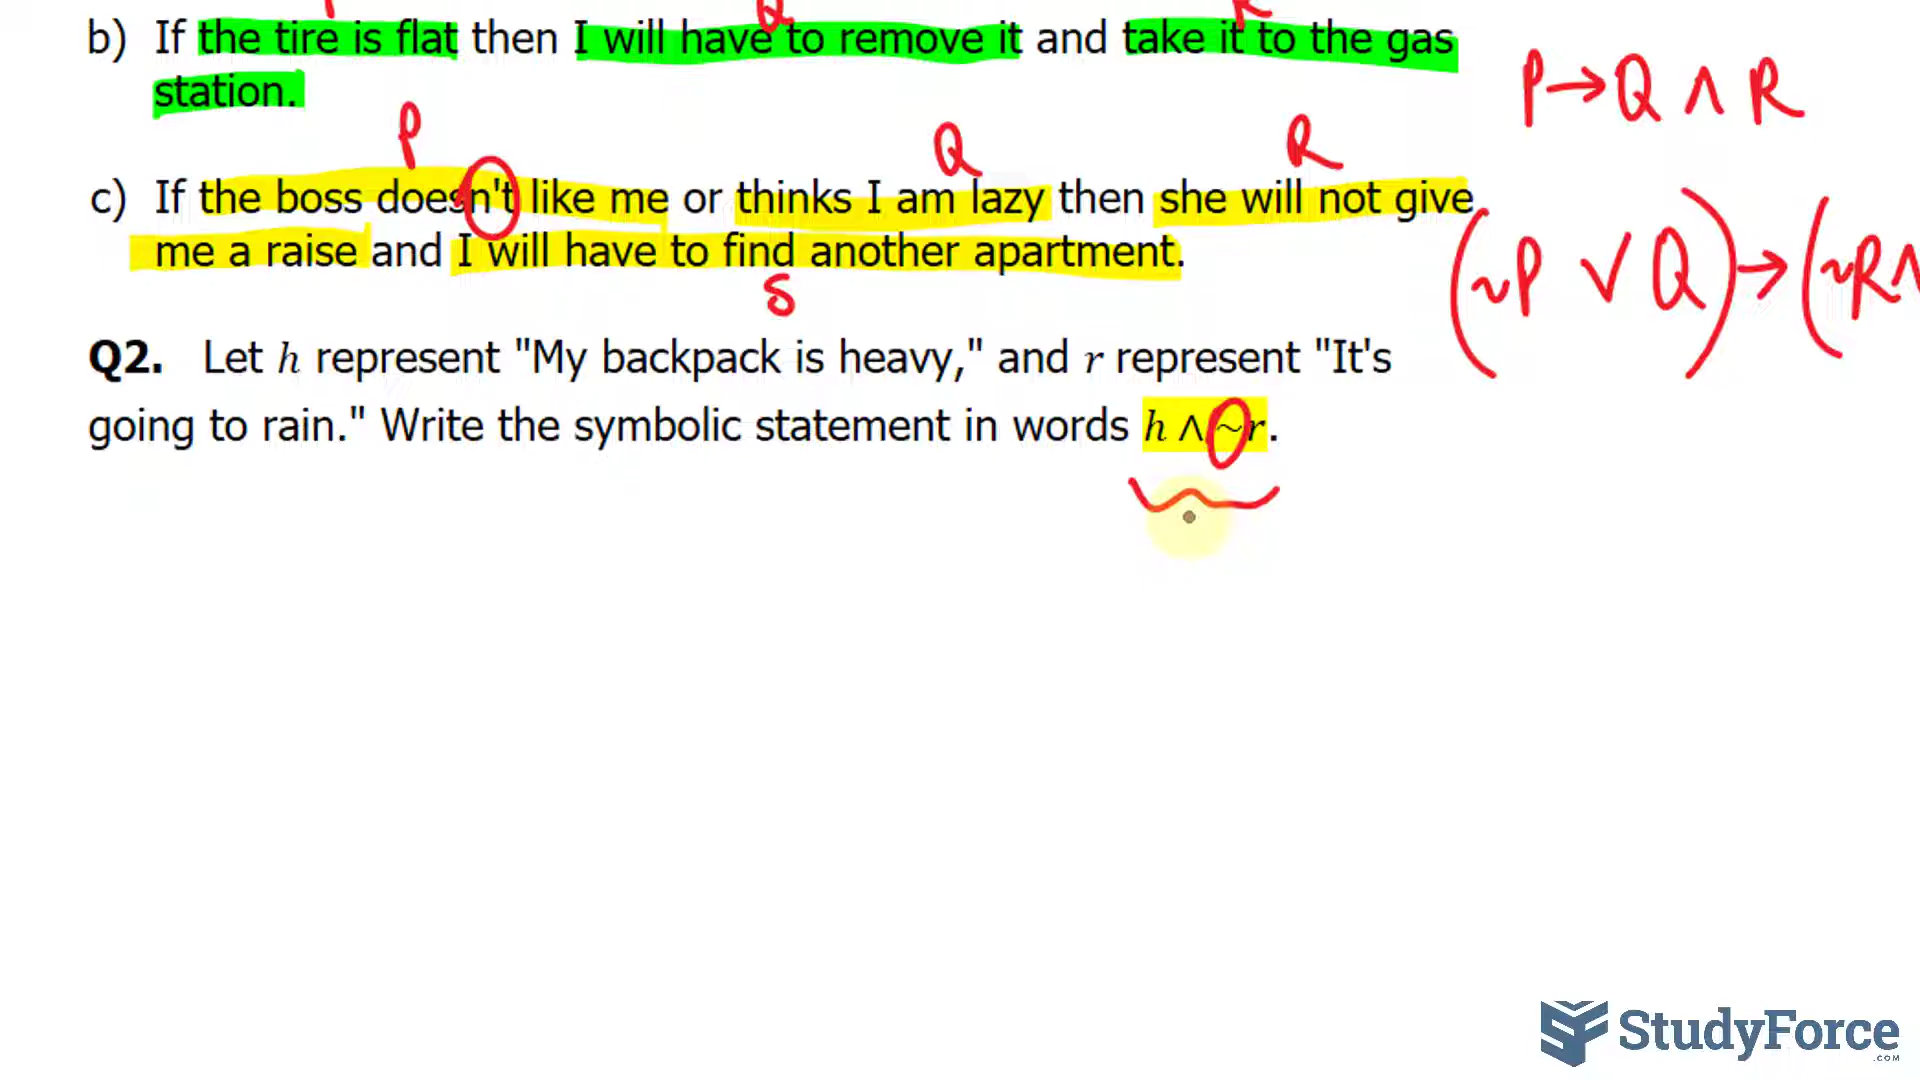 b) If the tire is flat then I will have to remove it and take it to the gas
station.
P → Q ∧ R
P Q R
c) If the boss doesn't like me or thinks I am lazy then she will not give
me a raise and I will have to find another apartment.
S
(~P ∨ Q) → (~R ∧
Q2. Let h represent "My backpack is heavy," and r represent "It's
going to rain." Write the symbolic statement in words h ∧ ~r.
StudyForce
.COM